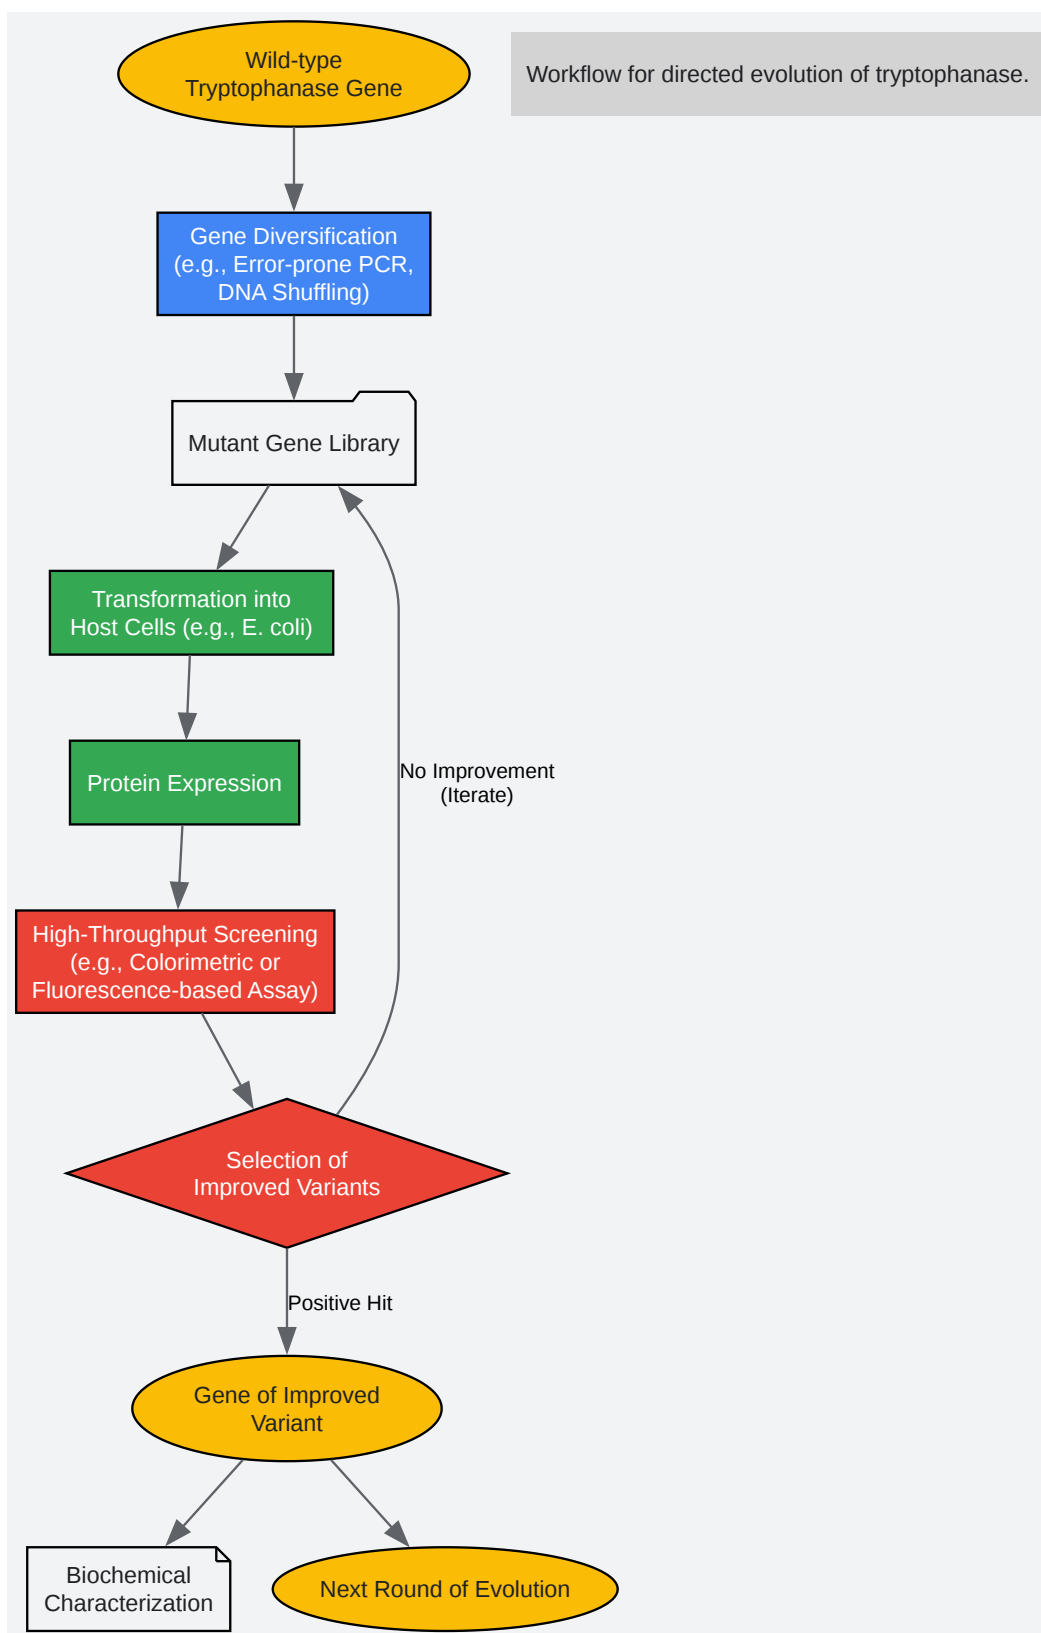 Wild-type
Tryptophanase Gene
Workflow for directed evolution of tryptophanase.
Gene Diversification
(e.g., Error-prone PCR,
DNA Shuffling)
Mutant Gene Library
Transformation into
Host Cells (e.g., E. coli)
Protein Expression
No Improvement
(Iterate)
High-Throughput Screening
(e.g., Colorimetric or
Fluorescence-based Assay)
Selection of
Improved Variants
Positive Hit
Gene of Improved
Variant
Biochemical
Characterization
Next Round of Evolution